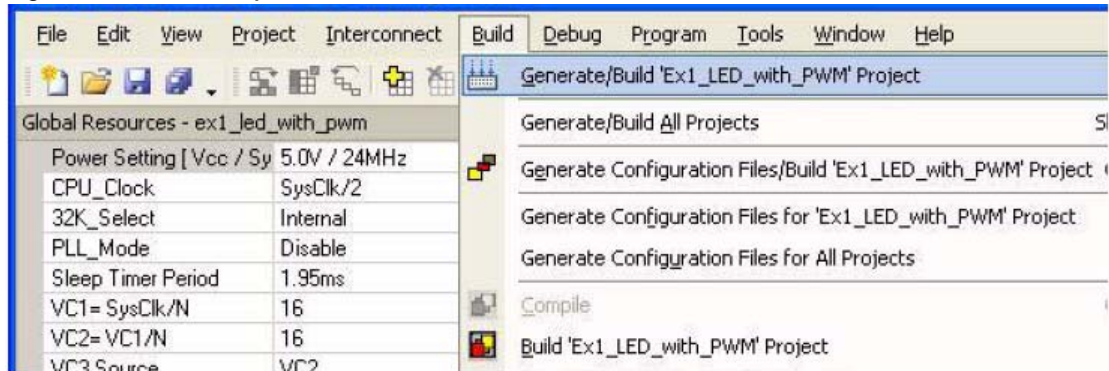 File Edit View Project Interconnect Build Debug Program Tools Window Help
Generate/Build 'Ex1_LED_with_PWM' Project
Global Resources - ex1_led_with_pwm
Generate/Build All Projects
Power Setting [ Vcc / Sy 5.0V / 24MHz
Generate Configuration Files/Build 'Ex1_LED_with_PWM' Project
CPU_Clock SysClk/2
32K_Select Internal
Generate Configuration Files for 'Ex1_LED_with_PWM' Project
PLL_Mode Disable
Generate Configuration Files for All Projects
Sleep Timer Period 1.95ms
VC1= SysClk/N 16
Compile
VC2= VC1/N 16
Build 'Ex1_LED_with_PWM' Project
VC3 Source VC2